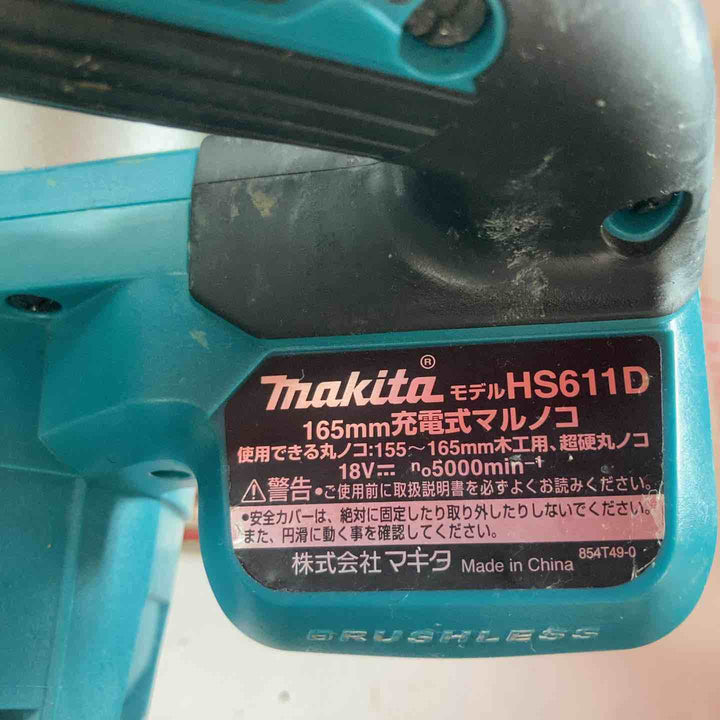 makita® モデルHS611D
165mm充電式マルノコ
使用できる丸ノコ:155～165mm木工用、超硬丸ノコ
18V⎓ n₀5000min⁻¹
⚠警告 •ご使用前に取扱説明書を必ずよくお読みください。
•安全カバーは、絶対に固定したり取り外したりしないでください。
また、円滑に動く事を確認してください。
株式会社マキタ Made in China 854T49-0
BRUSHLESS